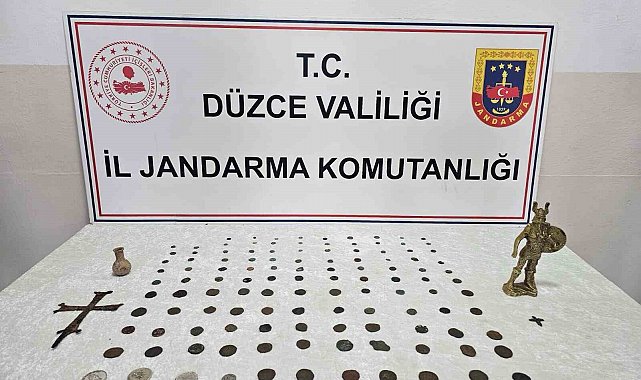 T.C.
DÜZCE VALİLİĞİ
İL JANDARMA KOMUTANLIĞI
JANDARMA